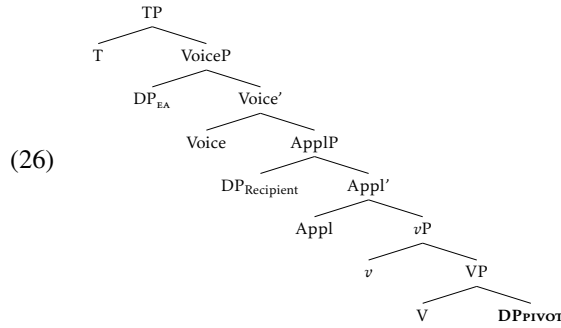 TP
T VoiceP
DP_EA Voice'
(26) Voice ApplP
DP_Recipient Appl'
Appl vP
v VP
V DP_PIVOT